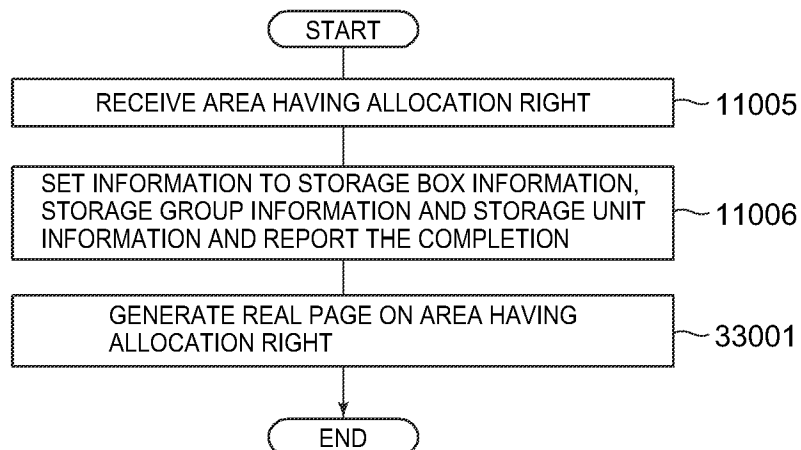 START
RECEIVE AREA HAVING ALLOCATION RIGHT
11005
SET INFORMATION TO STORAGE BOX INFORMATION,
STORAGE GROUP INFORMATION AND STORAGE UNIT
INFORMATION AND REPORT THE COMPLETION
11006
GENERATE REAL PAGE ON AREA HAVING
ALLOCATION RIGHT
33001
END